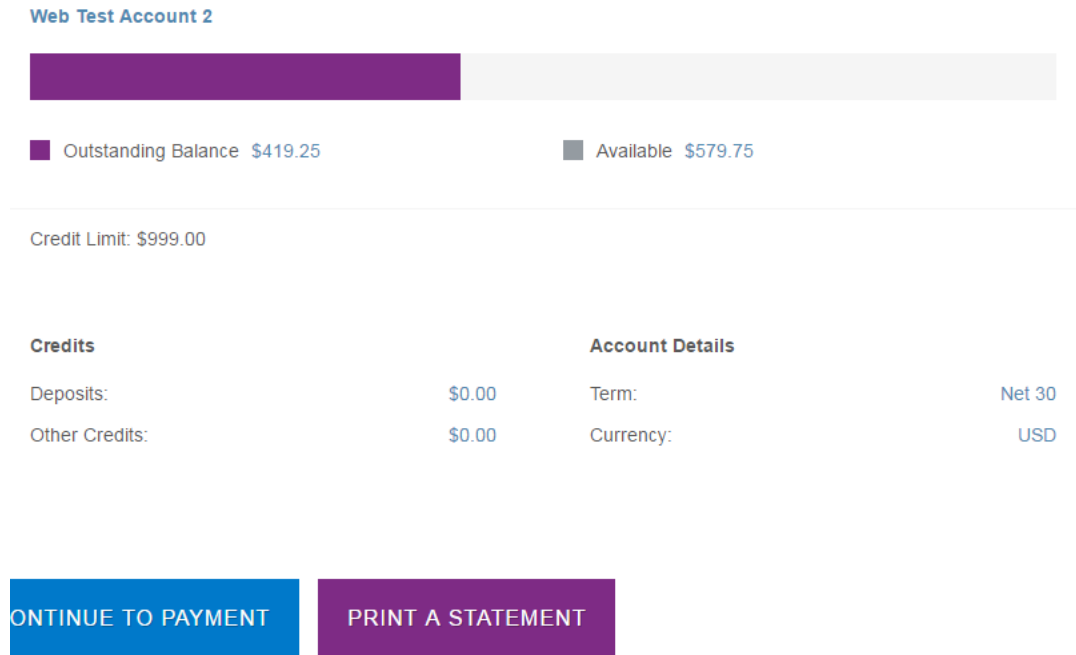 Web Test Account 2
Outstanding Balance $419.25 Available $579.75
Credit Limit: $999.00
Credits Account Details
Deposits: $0.00 Term: Net 30
Other Credits: $0.00 Currency: USD
ONTINUE TO PAYMENT PRINT A STATEMENT